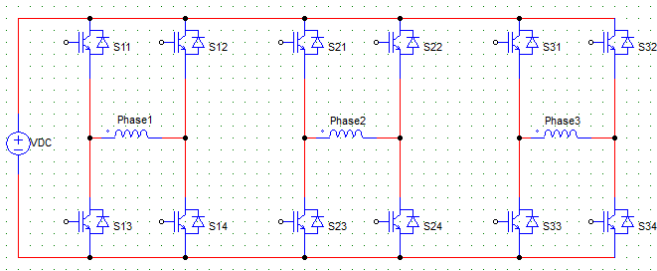 S11 S12 S21 S22 S31 S32
Phase1 Phase2 Phase3
VDC
S13 S14 S23 S24 S33 S34